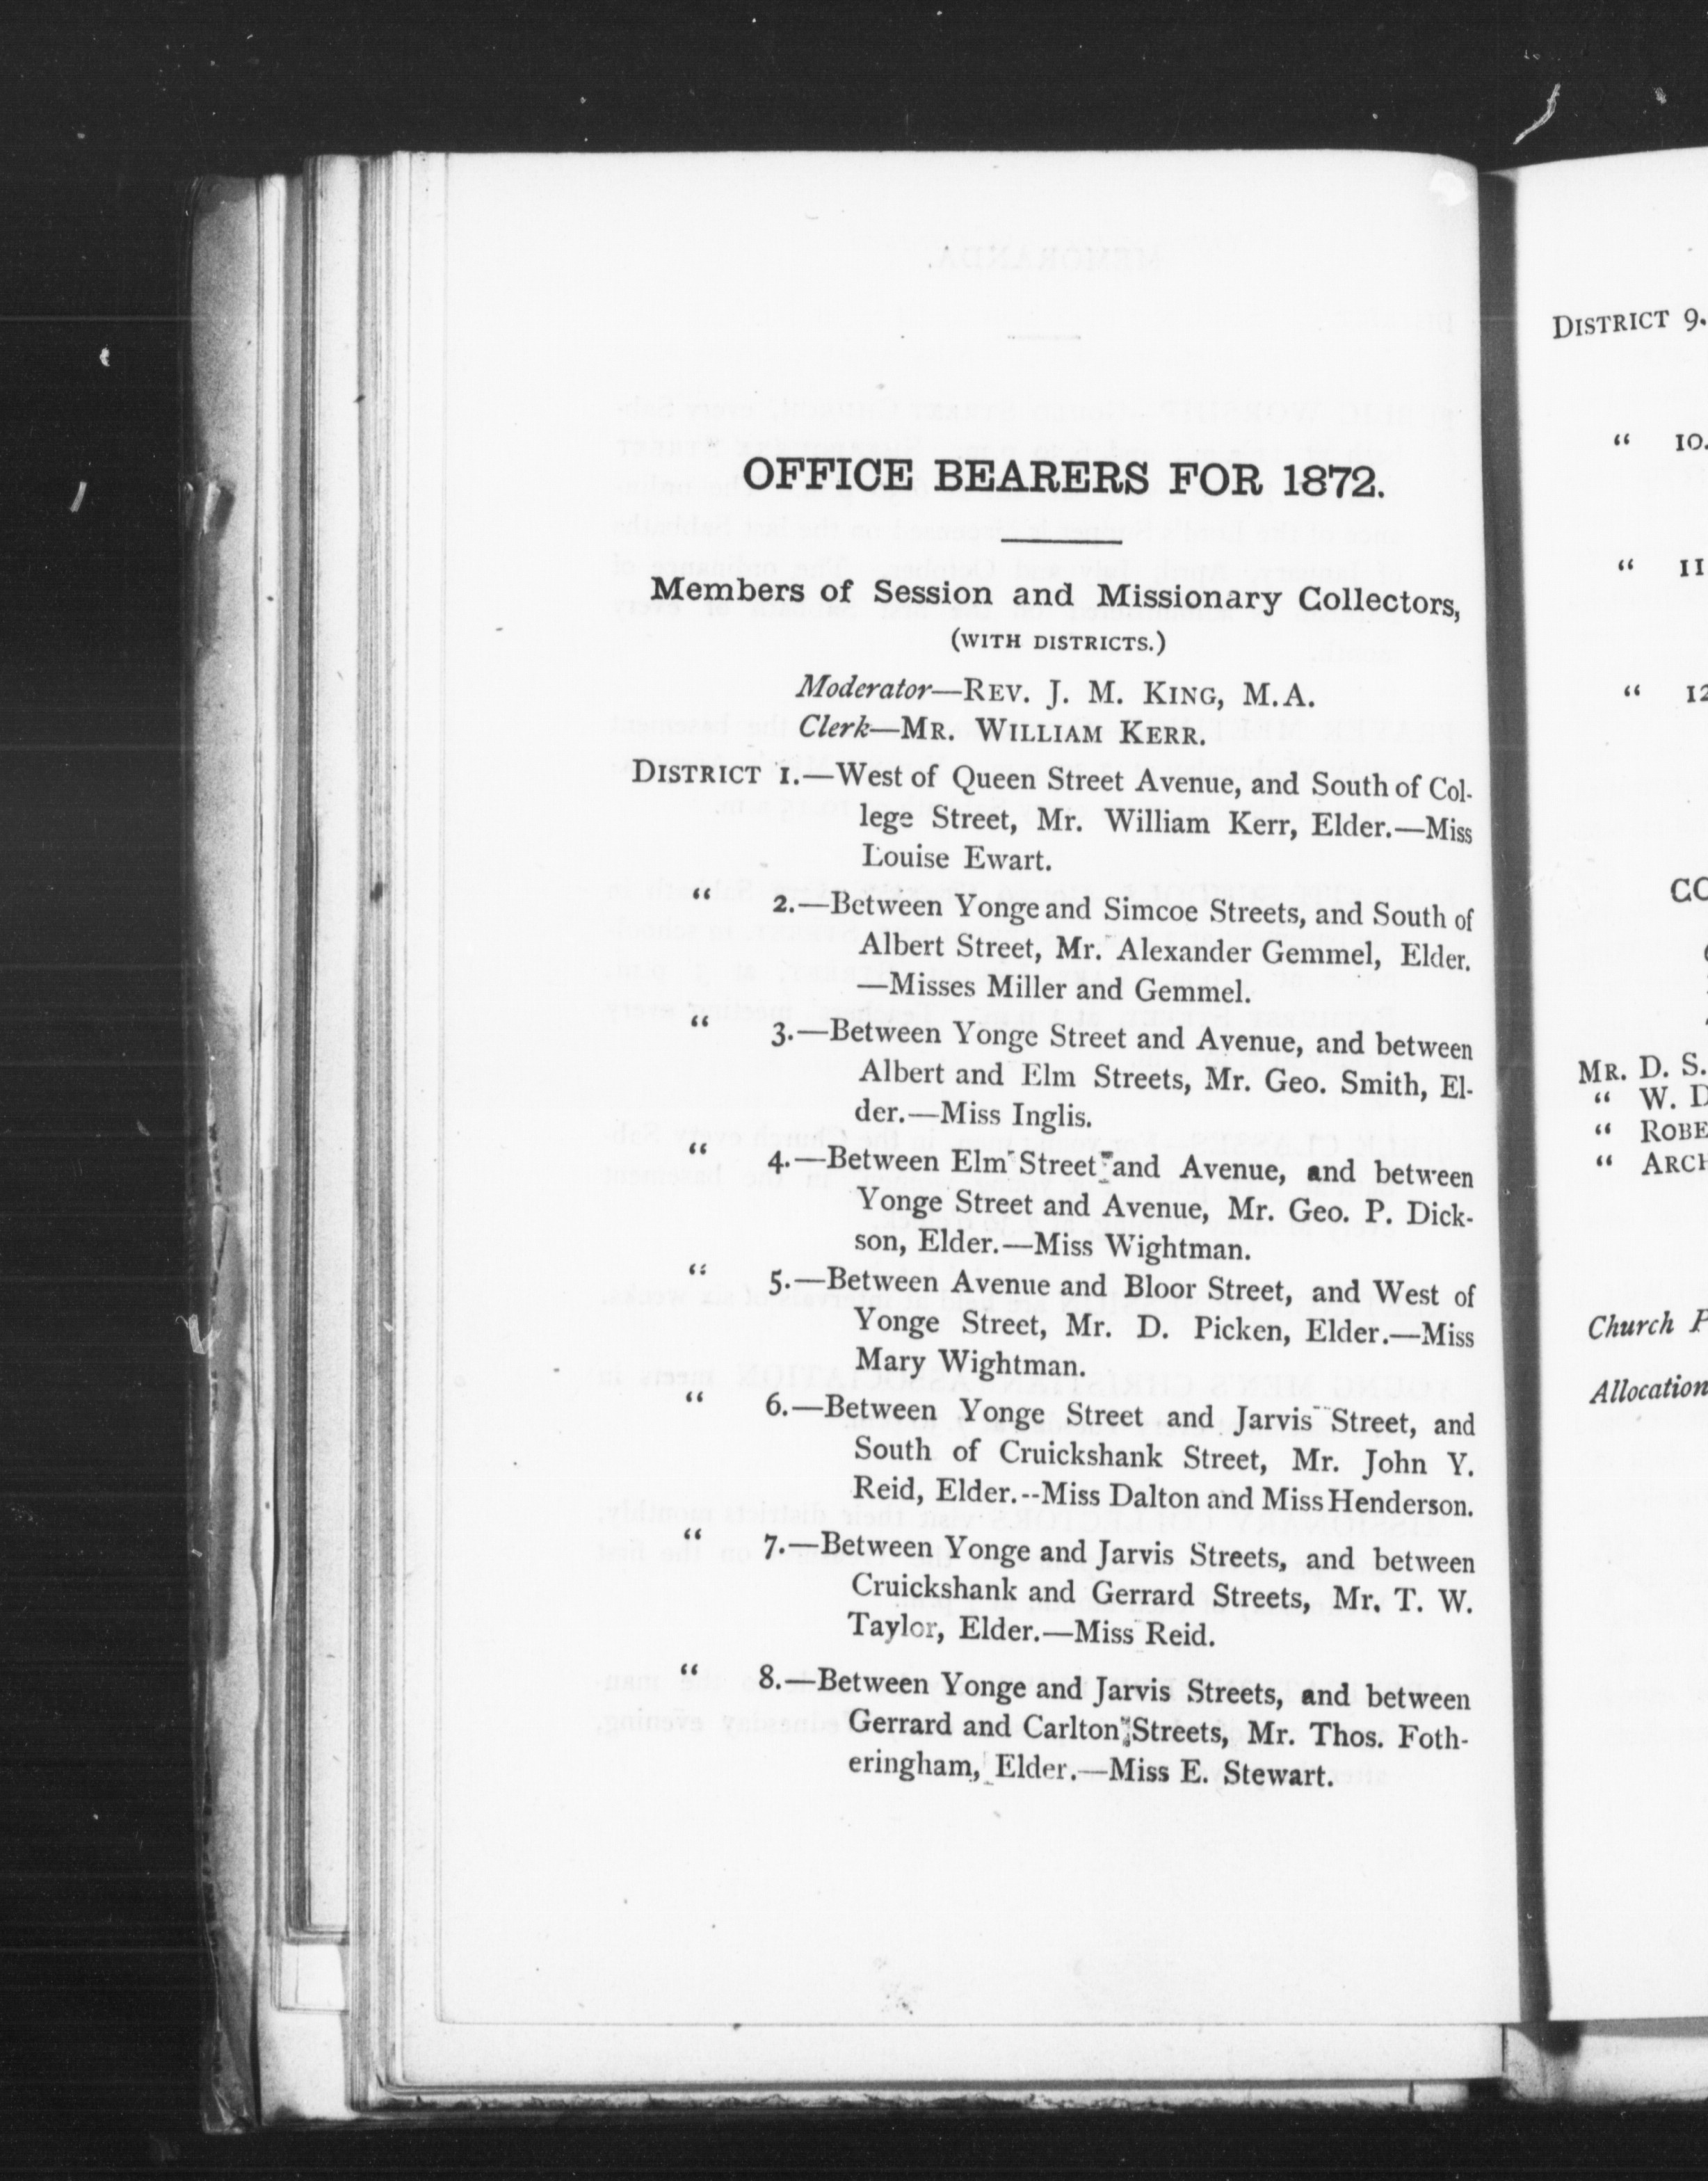 OFFICE BEARERS FOR 1872.
Members of Session and Missionary Collectors,
(WITH DISTRICTS.)
Moderator—REV. J. M. KING, M.A.
Clerk—MR. WILLIAM KERR.
DISTRICT 1.—West of Queen Street Avenue, and South of Col-
lege Street, Mr. William Kerr, Elder.—Miss
Louise Ewart.
“ 2.—Between Yonge and Simcoe Streets, and South of
Albert Street, Mr. Alexander Gemmel, Elder.
—Misses Miller and Gemmel.
“ 3.—Between Yonge Street and Avenue, and between
Albert and Elm Streets, Mr. Geo. Smith, El-
der.—Miss Inglis.
“ 4.—Between Elm Street and Avenue, and between
Yonge Street and Avenue, Mr. Geo. P. Dick-
son, Elder.—Miss Wightman.
“ 5.—Between Avenue and Bloor Street, and West of
Yonge Street, Mr. D. Picken, Elder.—Miss
Mary Wightman.
“ 6.—Between Yonge Street and Jarvis Street, and
South of Cruickshank Street, Mr. John Y.
Reid, Elder.--Miss Dalton and Miss Henderson.
“ 7.—Between Yonge and Jarvis Streets, and between
Cruickshank and Gerrard Streets, Mr. T. W.
Taylor, Elder.—Miss Reid.
“ 8.—Between Yonge and Jarvis Streets, and between
Gerrard and Carlton Streets, Mr. Thos. Foth-
eringham, Elder.—Miss E. Stewart.
DISTRICT 9.
“ 10.
“ 11
“ 12
CO
MR. D. S.
“ W. D
“ ROBE
“ ARCH
Church P
Allocation